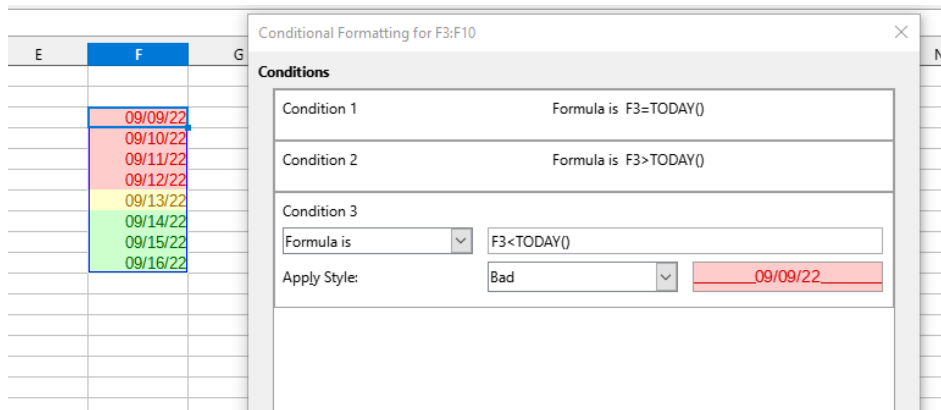 Conditional Formatting for F3:F10
E F G N
Conditions
Condition 1 Formula is F3=TODAY()
09/09/22
09/10/22
09/11/22
Condition 2 Formula is F3>TODAY()
09/12/22
09/13/22
Condition 3
09/14/22
Formula is F3<TODAY()
09/15/22
09/16/22
Apply Style: Bad 09/09/22